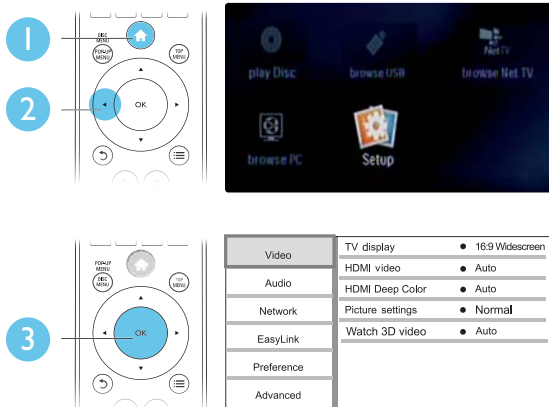 1
DISC MENU
POP-UP MENU
TOP MENU
2
OK
play Disc
browse USB
NeTV
browse Net TV
browse PC
Setup
POP-UP MENU
DISC MENU
TOP MENU
3
OK
Video
Audio
Network
EasyLink
Preference
Advanced
TV display ● 16:9 Widescreen
HDMI video ● Auto
HDMI Deep Color ● Auto
Picture settings ● Normal
Watch 3D video ● Auto